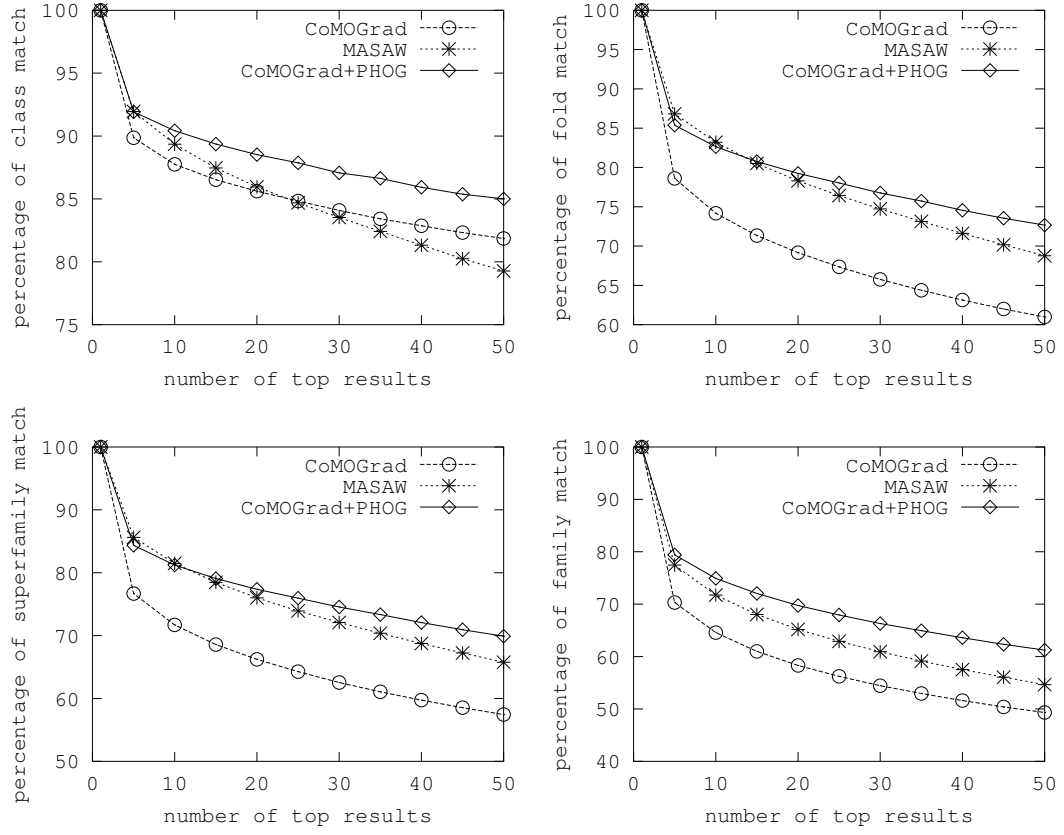 percentage of class match
100
95
90
85
80
75
0 10 20 30 40 50
number of top results
CoMOGrad
MASAW
CoMOGrad+PHOG
percentage of fold match
100
95
90
85
80
75
70
65
60
0 10 20 30 40 50
number of top results
CoMOGrad
MASAW
CoMOGrad+PHOG
percentage of superfamily match
100
90
80
70
60
50
0 10 20 30 40 50
number of top results
CoMOGrad
MASAW
CoMOGrad+PHOG
percentage of family match
100
90
80
70
60
50
40
0 10 20 30 40 50
number of top results
CoMOGrad
MASAW
CoMOGrad+PHOG